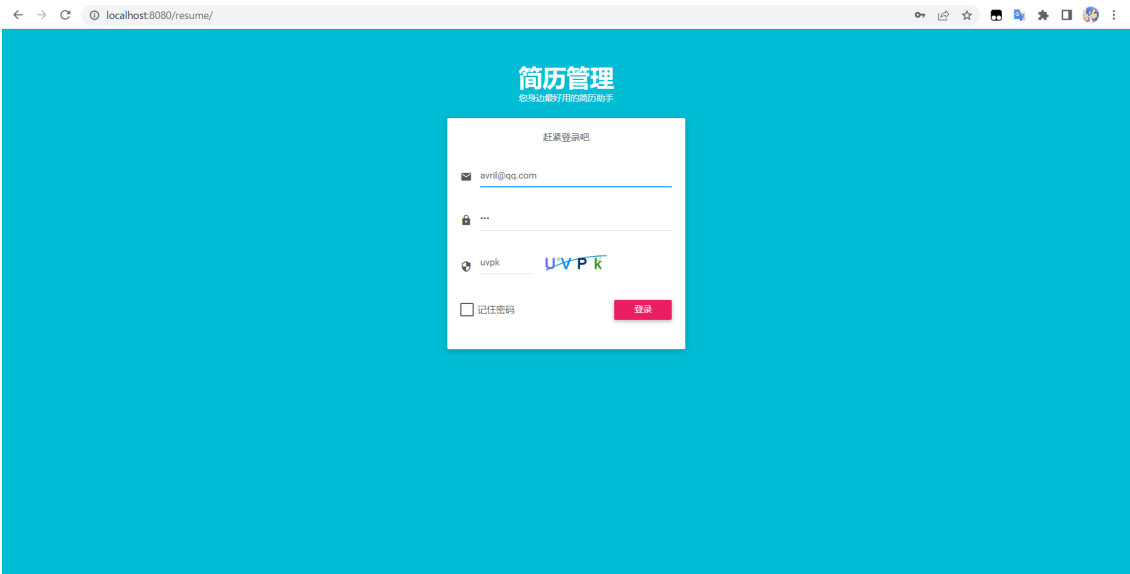 localhost:8080/resume/
简历管理
您身边最好用的简历助手
赶紧登录吧
avril@qq.com
•••
uvpk UVPk
记住密码 登录